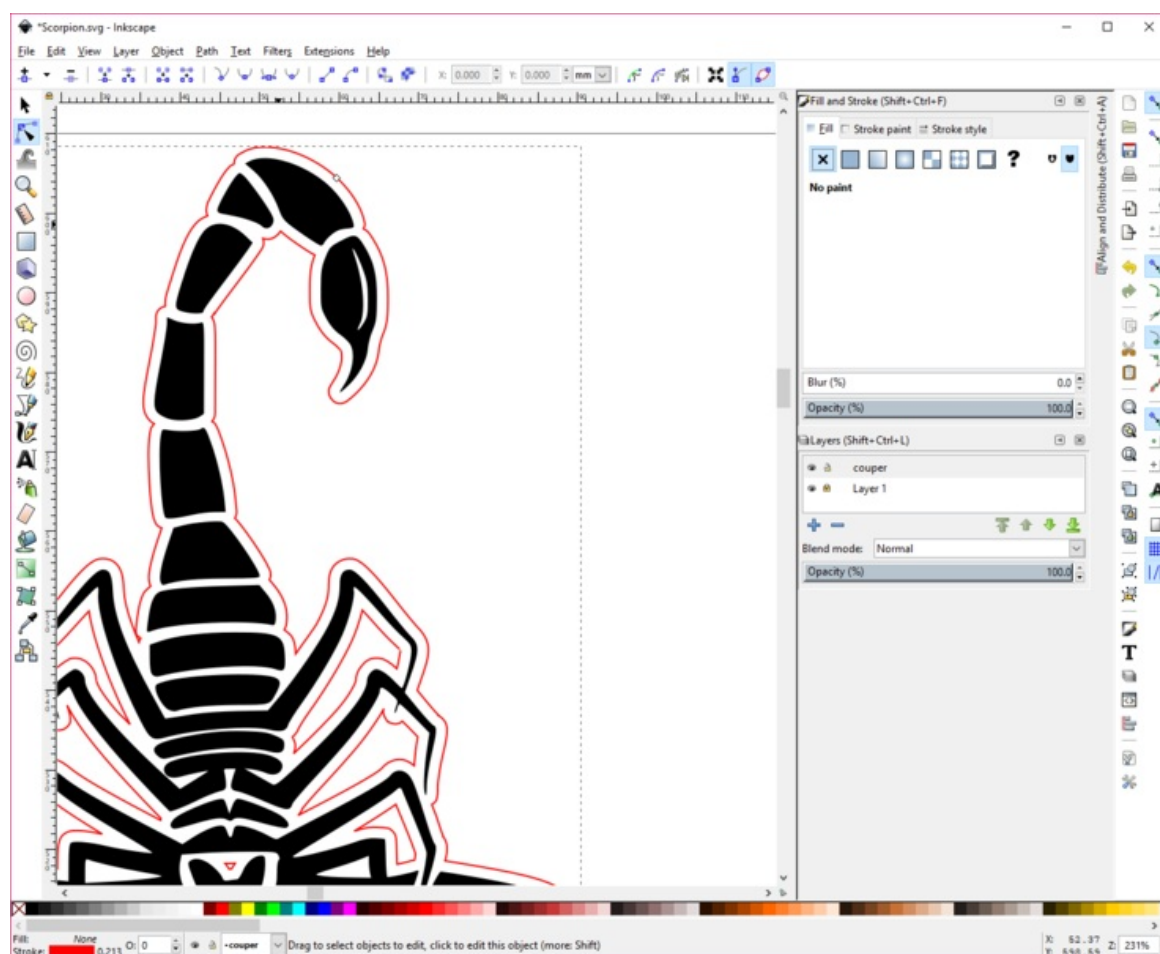 *Scorpion.svg - Inkscape
File Edit View Layer Object Path Text Filters Extensions Help
X: 0.000 Y: 0.000 mm
Fill and Stroke (Shift+Ctrl+F)
Fill Stroke paint Stroke style
?
No paint
Blur (%) 0.0
Opacity (%) 100.0
Align and Distribute (Shift+Ctrl+A)
Layers (Shift+Ctrl+L)
couper
Layer 1
Blend mode: Normal
Opacity (%) 100.0
Fill: None
Stroke: 0.213 O: 0 •couper Drag to select objects to edit, click to edit this object (more: Shift)
X: 52.37
Y: 598.59 Z: 231%